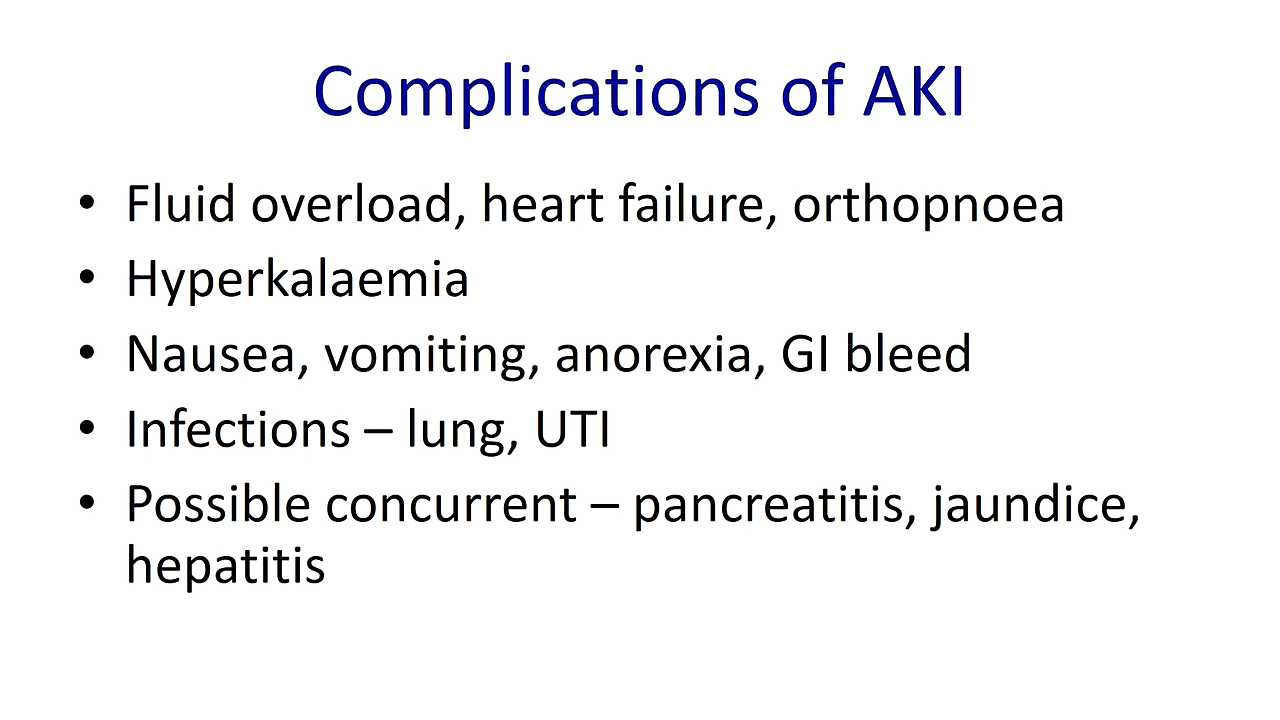 Complications of AKI
• Fluid overload, heart failure, orthopnoea
• Hyperkalaemia
• Nausea, vomiting, anorexia, GI bleed
• Infections – lung, UTI
• Possible concurrent – pancreatitis, jaundice,
hepatitis